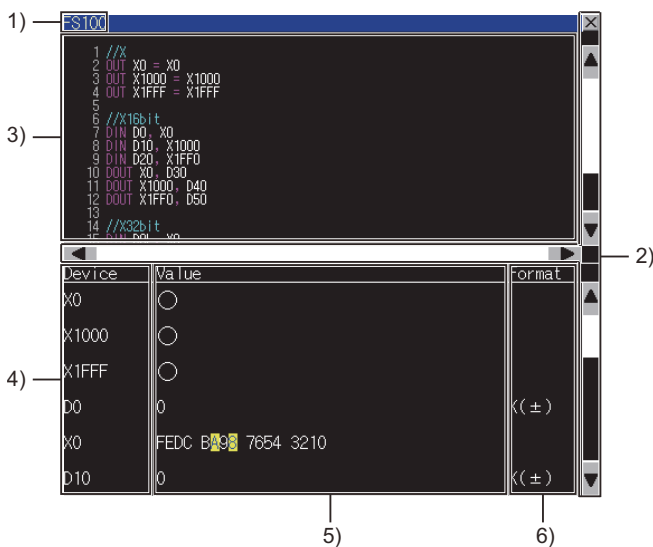 1)
FS100
×
1 //X
2 OUT X0 = X0
3 OUT X1000 = X1000
4 OUT X1FFF = X1FFF
5
6 //X16bit
7 DIN D0, X0
8 DIN D10, X1000
9 DIN D20, X1FF0
10 DOUT X0, D30
11 DOUT X1000, D40
12 DOUT X1FF0, D50
13
14 //X32bit
3)
2)
Device Value Format
X0
X1000
X1FFF
4)
D0 0 K(±)
X0 FEDC BA98 7654 3210
D10 0 K(±)
5)
6)